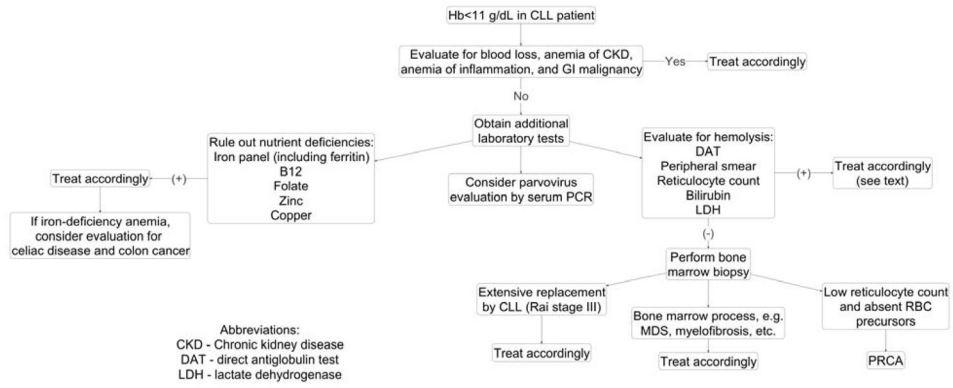 Hb<11 g/dL in CLL patient
Evaluate for blood loss, anemia of CKD,
anemia of inflammation, and GI malignancy
Yes
Treat accordingly
No
Obtain additional
laboratory tests
Rule out nutrient deficiencies:
Iron panel (including ferritin)
B12
Folate
Zinc
Copper
(+)
Treat accordingly
If iron-deficiency anemia,
consider evaluation for
celiac disease and colon cancer
Consider parvovirus
evaluation by serum PCR
Evaluate for hemolysis:
DAT
Peripheral smear
Reticulocyte count
Bilirubin
LDH
(+)
Treat accordingly
(see text)
(-)
Perform bone
marrow biopsy
Extensive replacement
by CLL (Rai stage III)
Treat accordingly
Bone marrow process, e.g.
MDS, myelofibrosis, etc.
Treat accordingly
Low reticulocyte count
and absent RBC
precursors
PRCA
Abbreviations:
CKD - Chronic kidney disease
DAT - direct antiglobulin test
LDH - lactate dehydrogenase